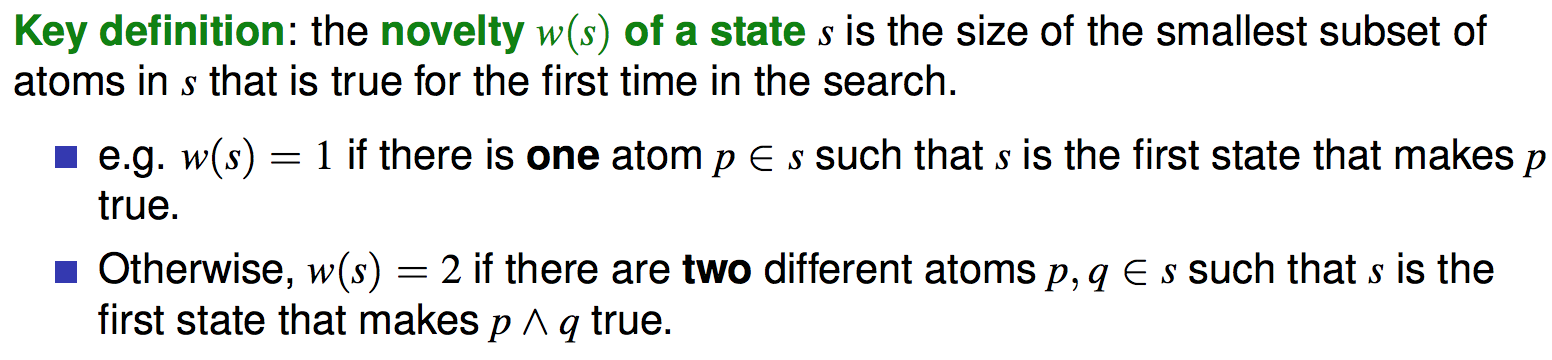 Key definition: the novelty w(s) of a state s is the size of the smallest subset of
atoms in s that is true for the first time in the search.
e.g. w(s) = 1 if there is one atom p ∈ s such that s is the first state that makes p
true.
Otherwise, w(s) = 2 if there are two different atoms p, q ∈ s such that s is the
first state that makes p ∧ q true.